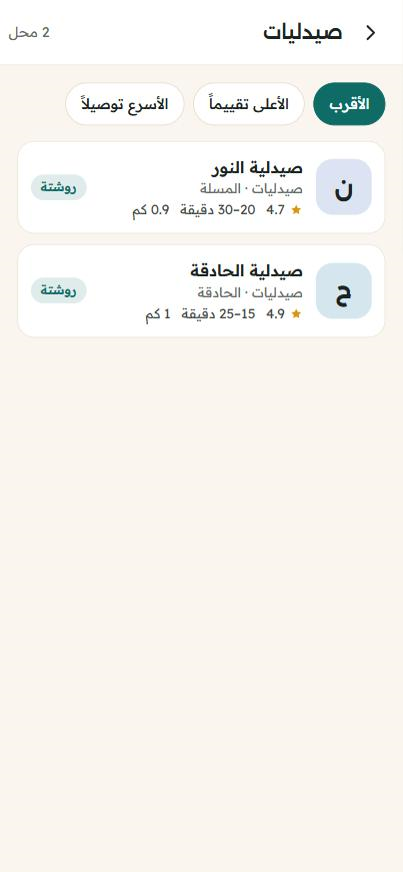 صيدليات
2 محل
الأقرب
الأعلى تقييماً
الأسرع توصيلاً
ن
صيدلية النور
صيدليات · المسلة
4.7 20–30 دقيقة 0.9 كم
روشتة
ح
صيدلية الحادقة
صيدليات · الحادقة
4.9 15–25 دقيقة 1 كم
روشتة